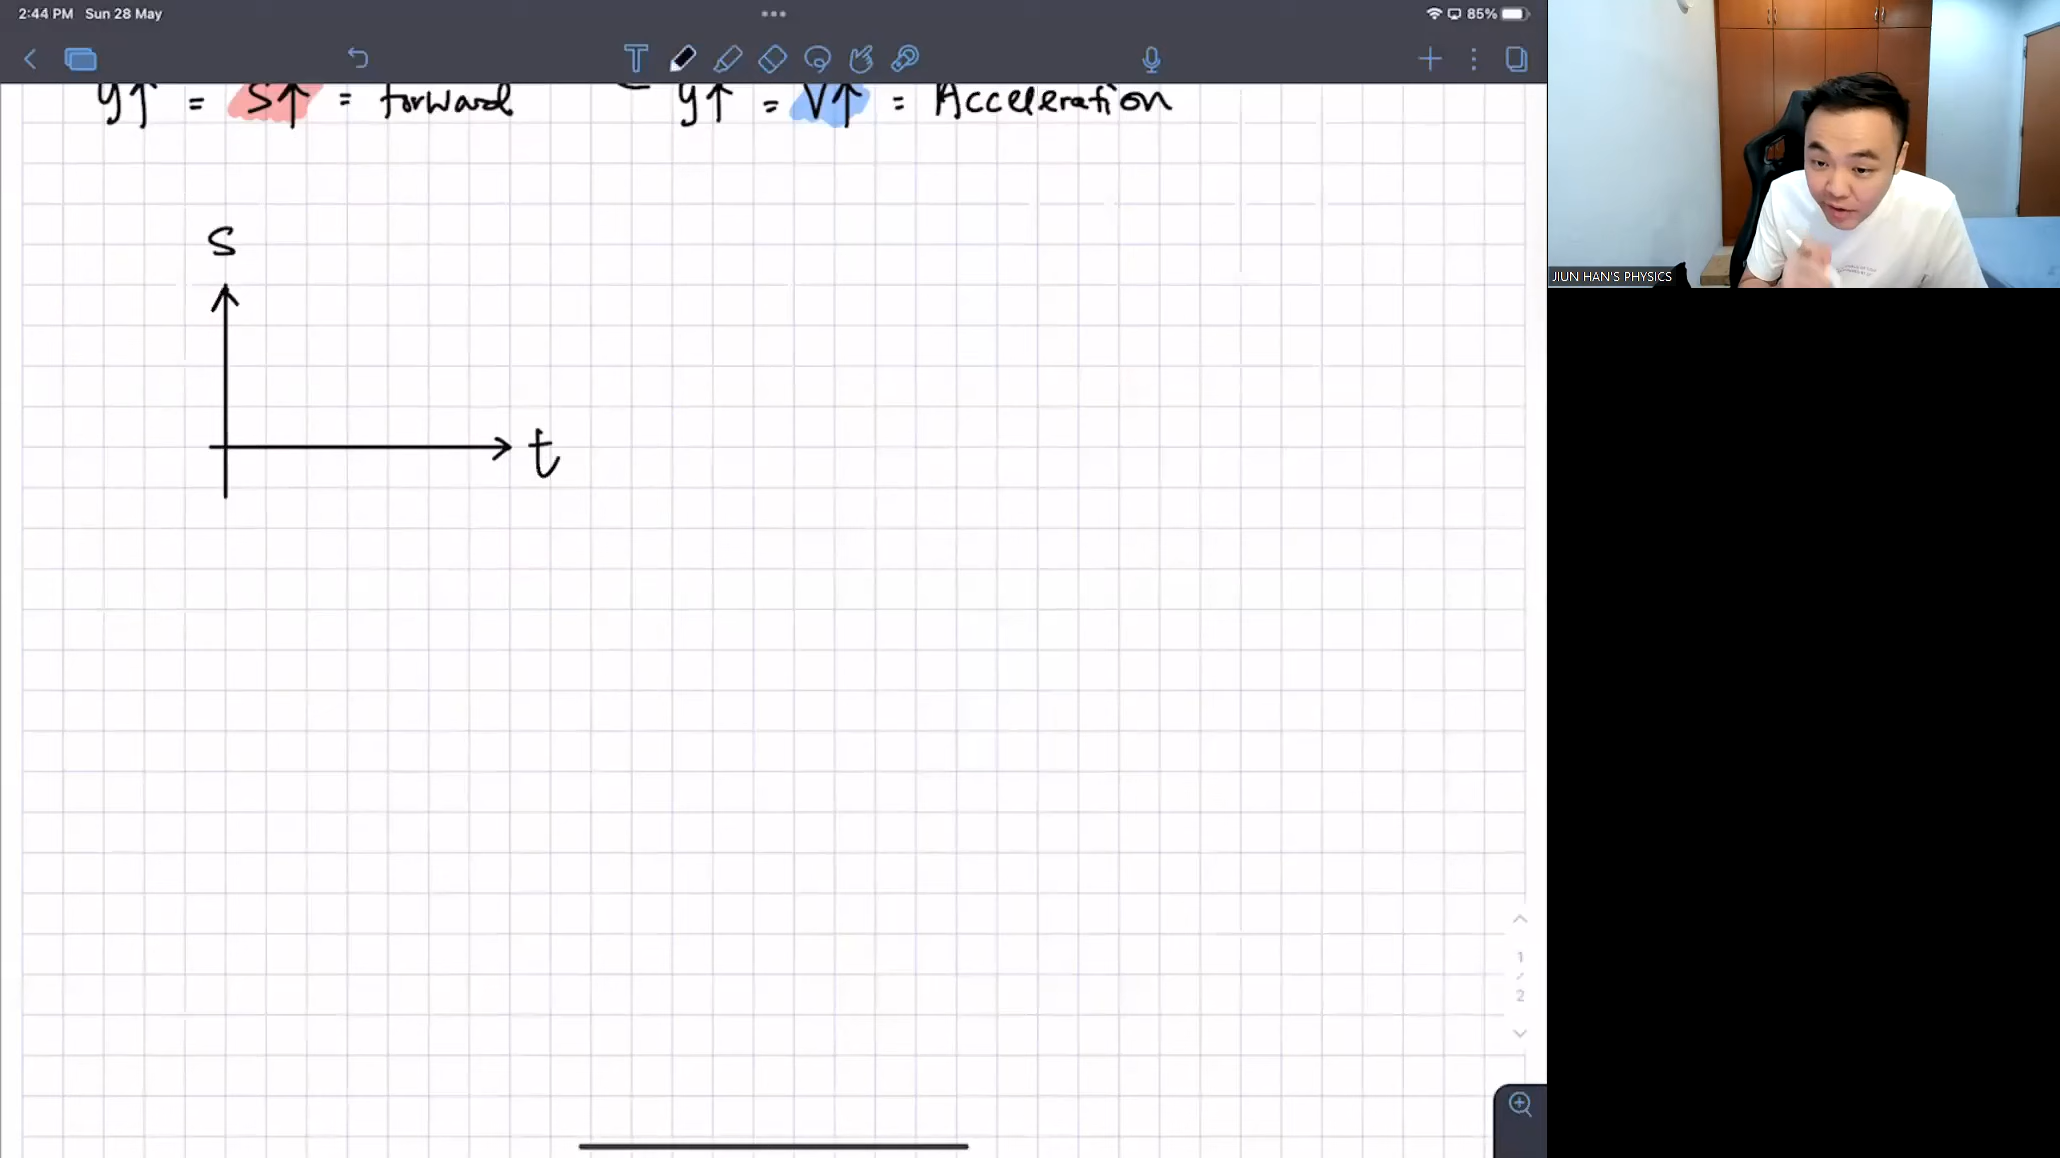 2:44 PM Sun 28 May
85%
y↑ = S↑ = forward
y↑ = V↑ = Acceleration
S
t
JIUN HAN'S PHYSICS
1
2